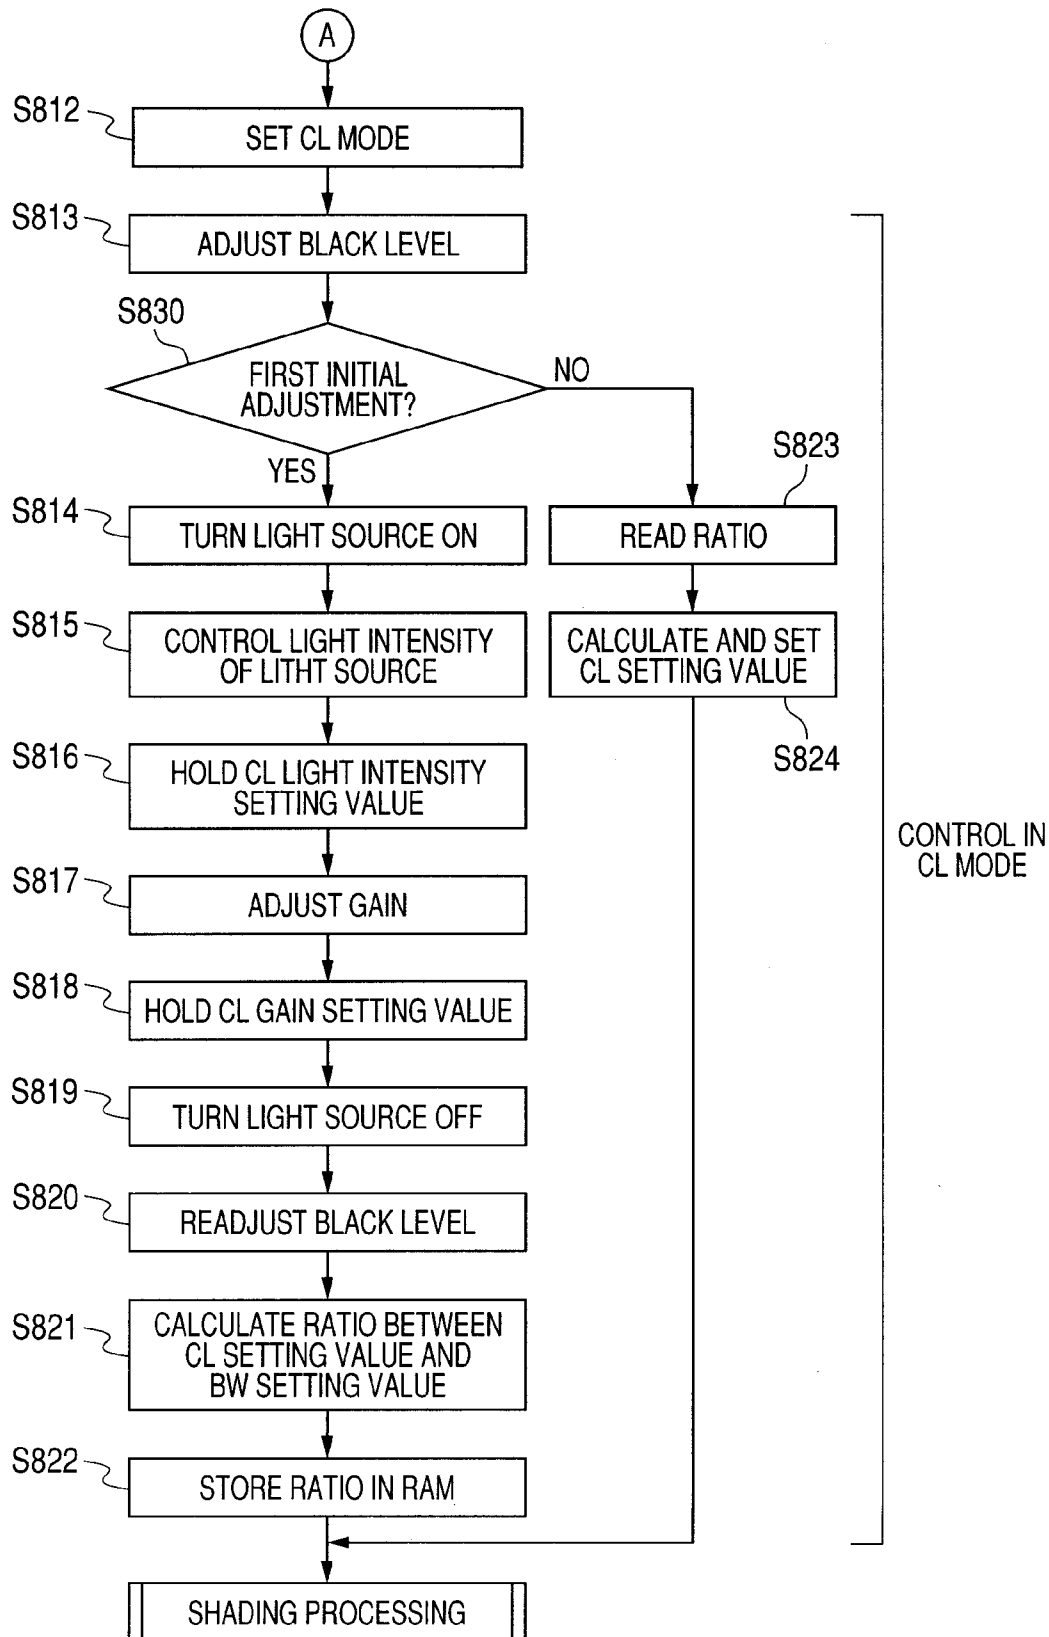 A
S812
SET CL MODE
S813
ADJUST BLACK LEVEL
S830
FIRST INITIAL
ADJUSTMENT?
NO
YES
S823
S814
TURN LIGHT SOURCE ON
READ RATIO
S815
CONTROL LIGHT INTENSITY
OF LITHT SOURCE
CALCULATE AND SET
CL SETTING VALUE
S824
S816
HOLD CL LIGHT INTENSITY
SETTING VALUE
CONTROL IN
CL MODE
S817
ADJUST GAIN
S818
HOLD CL GAIN SETTING VALUE
S819
TURN LIGHT SOURCE OFF
S820
READJUST BLACK LEVEL
S821
CALCULATE RATIO BETWEEN
CL SETTING VALUE AND
BW SETTING VALUE
S822
STORE RATIO IN RAM
SHADING PROCESSING